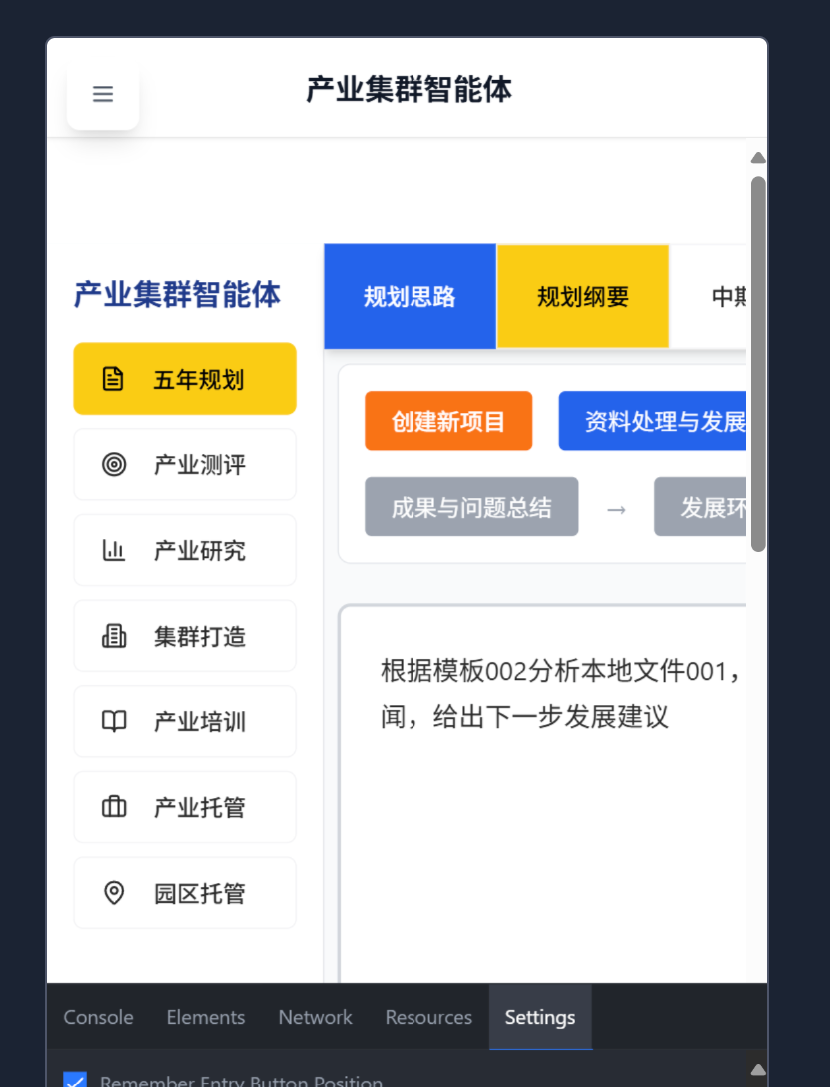 产业集群智能体
产业集群智能体
五年规划
产业测评
产业研究
集群打造
产业培训
产业托管
园区托管
规划思路
规划纲要
中期
创建新项目
资料处理与发展
成果与问题总结 → 发展环
根据模板002分析本地文件001，
闻，给出下一步发展建议
Console Elements Network Resources Settings
Remember Entry Button Position